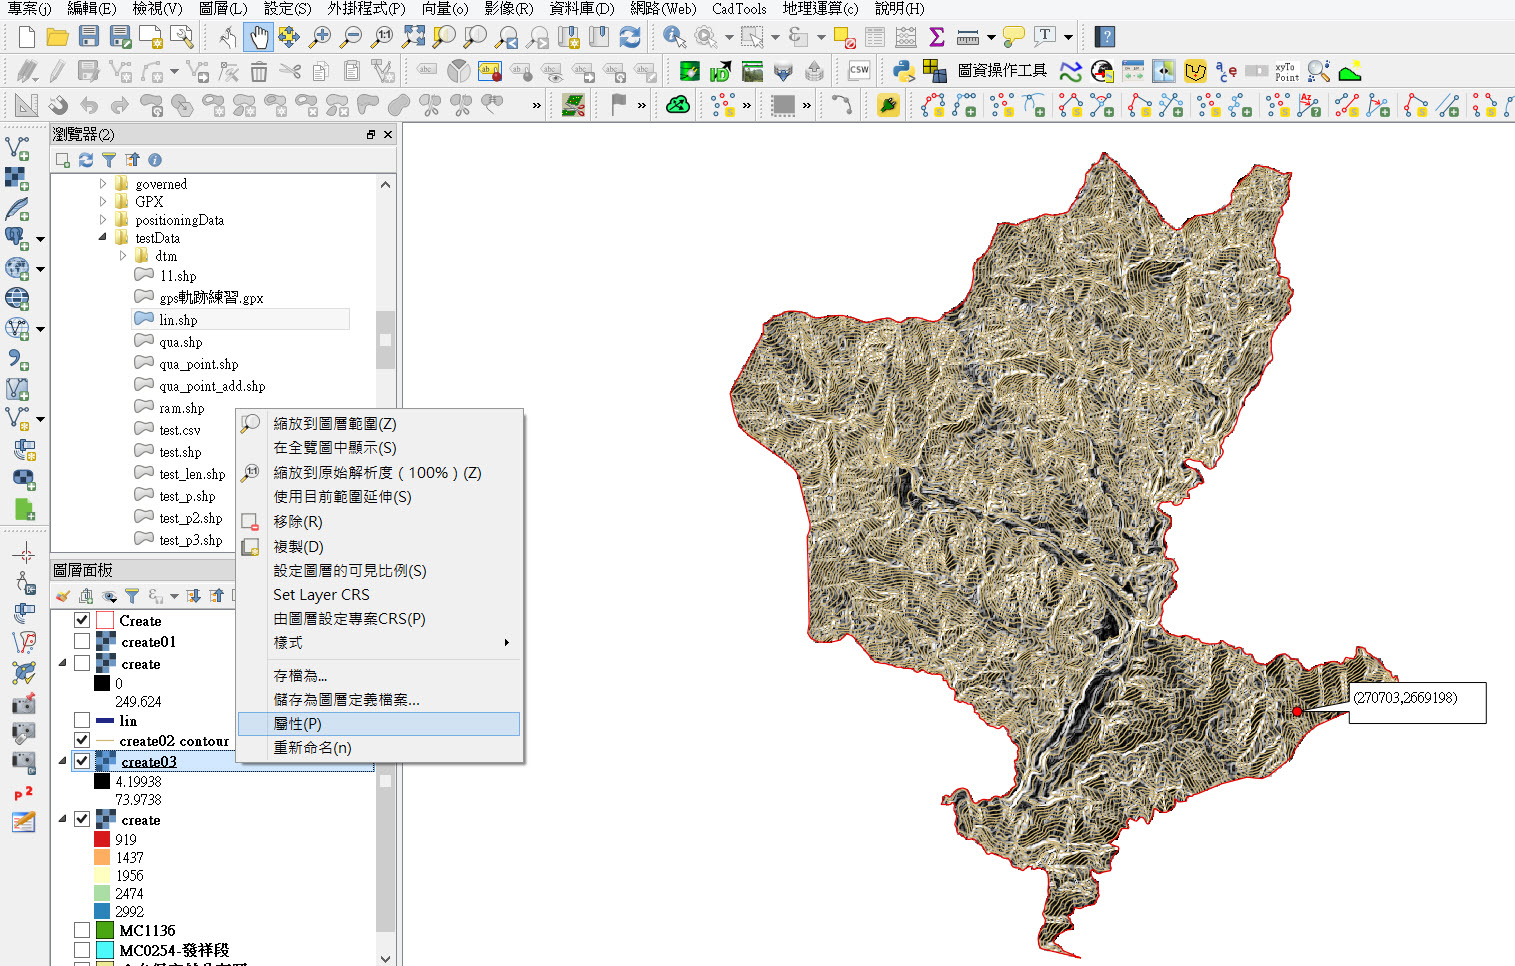 專案(j) 編輯(E) 檢視(V) 圖層(L) 設定(S) 外掛程式(P) 向量(o) 影像(R) 資料庫(D) 網路(Web) CadTools 地理運算(c) 說明(H)
CSW
圖資操作工具
xyTo
Point
瀏覽器(2)
governed
GPX
positioningData
testData
dtm
11.shp
gps軌跡練習.gpx
lin.shp
qua.shp
qua_point.shp
qua_point_add.shp
ram.shp
test.csv
test.shp
test_len.shp
test_p.shp
test_p2.shp
test_p3.shp
縮放到圖層範圍(Z)
在全覽圖中顯示(S)
縮放到原始解析度 ( 100% ) (Z)
使用目前範圍延伸(S)
移除(R)
複製(D)
設定圖層的可見比例(S)
Set Layer CRS
由圖層設定專案CRS(P)
樣式
存檔為...
儲存為圖層定義檔案...
屬性(P)
重新命名(n)
圖層面板
Create
create01
create
0
249.624
lin
create02 contour
create03
4.19938
73.9738
create
919
1437
1956
2474
2992
MC1136
MC0254-發祥段
(270703,2669198)